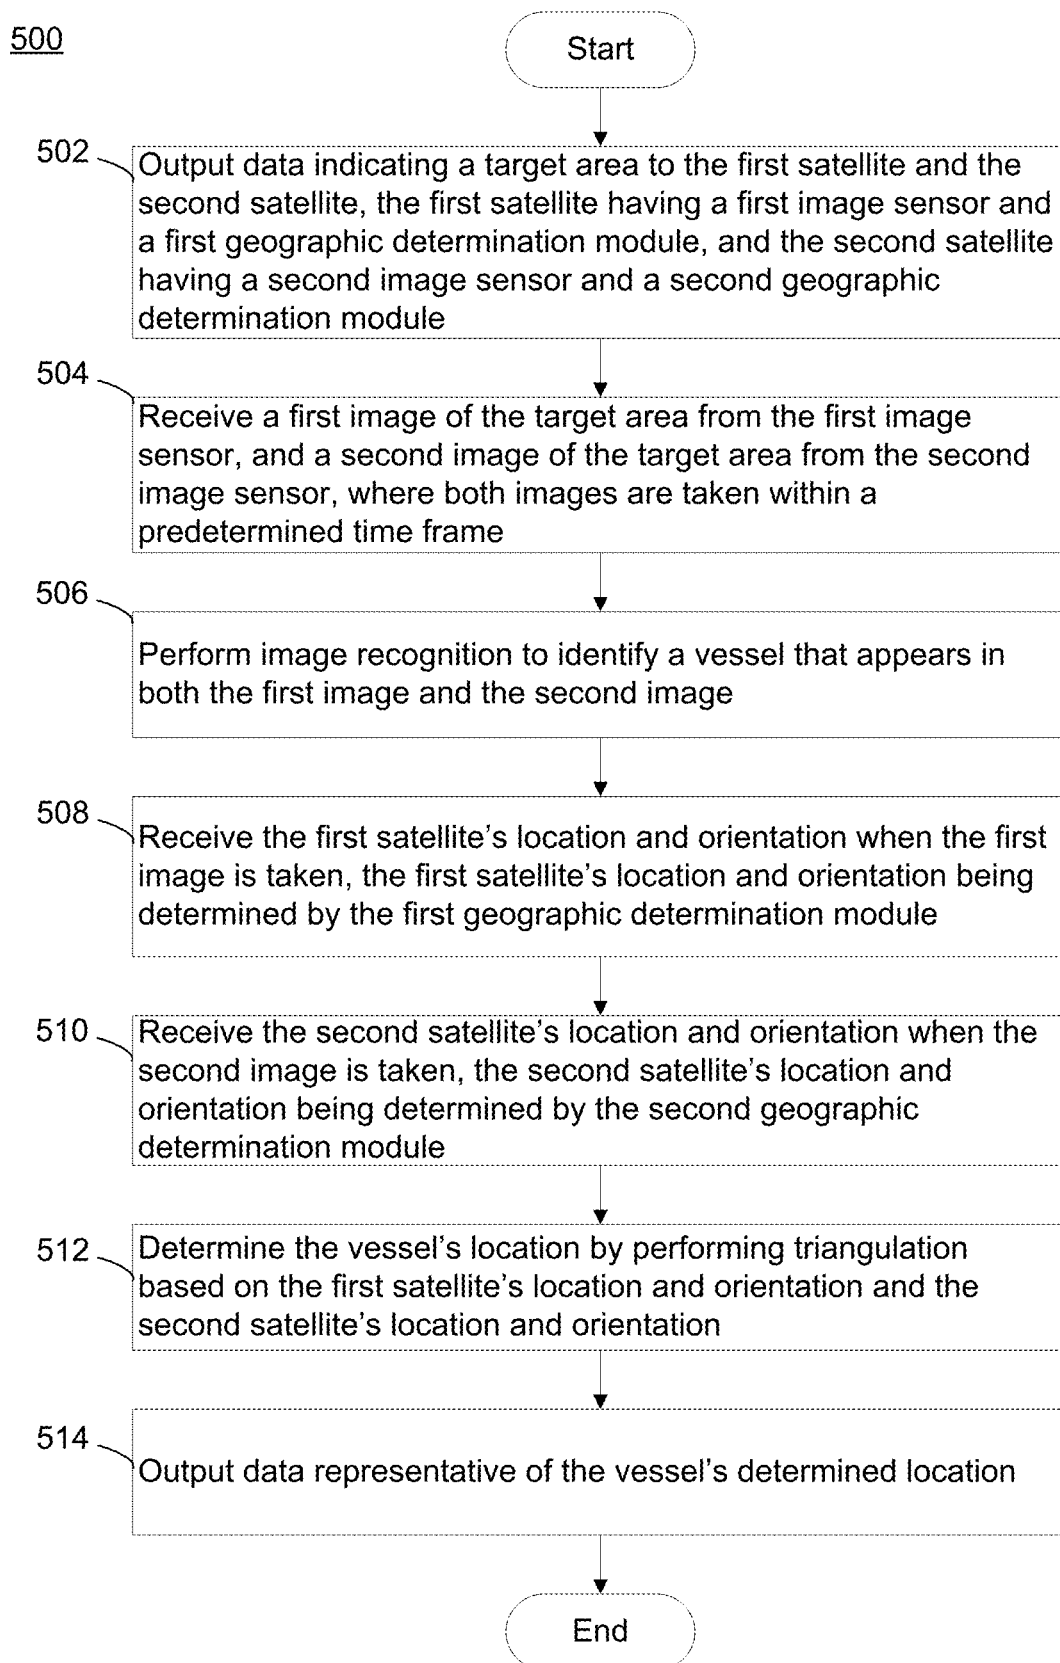 500
Start
502
Output data indicating a target area to the first satellite and the
second satellite, the first satellite having a first image sensor and
a first geographic determination module, and the second satellite
having a second image sensor and a second geographic
determination module
504
Receive a first image of the target area from the first image
sensor, and a second image of the target area from the second
image sensor, where both images are taken within a
predetermined time frame
506
Perform image recognition to identify a vessel that appears in
both the first image and the second image
508
Receive the first satellite's location and orientation when the first
image is taken, the first satellite's location and orientation being
determined by the first geographic determination module
510
Receive the second satellite's location and orientation when the
second image is taken, the second satellite's location and
orientation being determined by the second geographic
determination module
512
Determine the vessel's location by performing triangulation
based on the first satellite's location and orientation and the
second satellite's location and orientation
514
Output data representative of the vessel's determined location
End